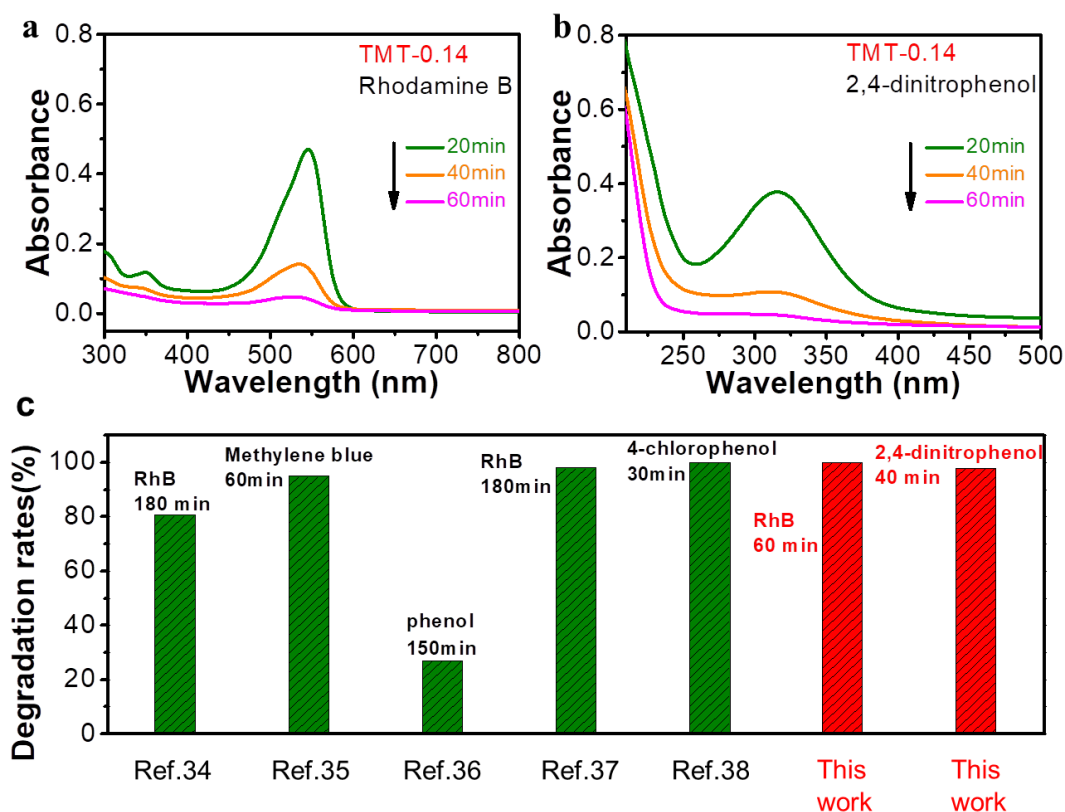 a
0.8
0.6
0.4
0.2
0.0
Absorbance
TMT-0.14
Rhodamine B
20min
40min
60min
300 400 500 600 700 800
Wavelength (nm)
b
0.8
0.6
0.4
0.2
0.0
Absorbance
TMT-0.14
2,4-dinitrophenol
20min
40min
60min
250 300 350 400 450 500
Wavelength (nm)
c
100
80
60
40
20
0
Degradation rates(%)
RhB
180 min
Methylene blue
60min
phenol
150min
RhB
180min
4-chlorophenol
30min
RhB
60 min
2,4-dinitrophenol
40 min
Ref.34 Ref.35 Ref.36 Ref.37 Ref.38
This
work
This
work